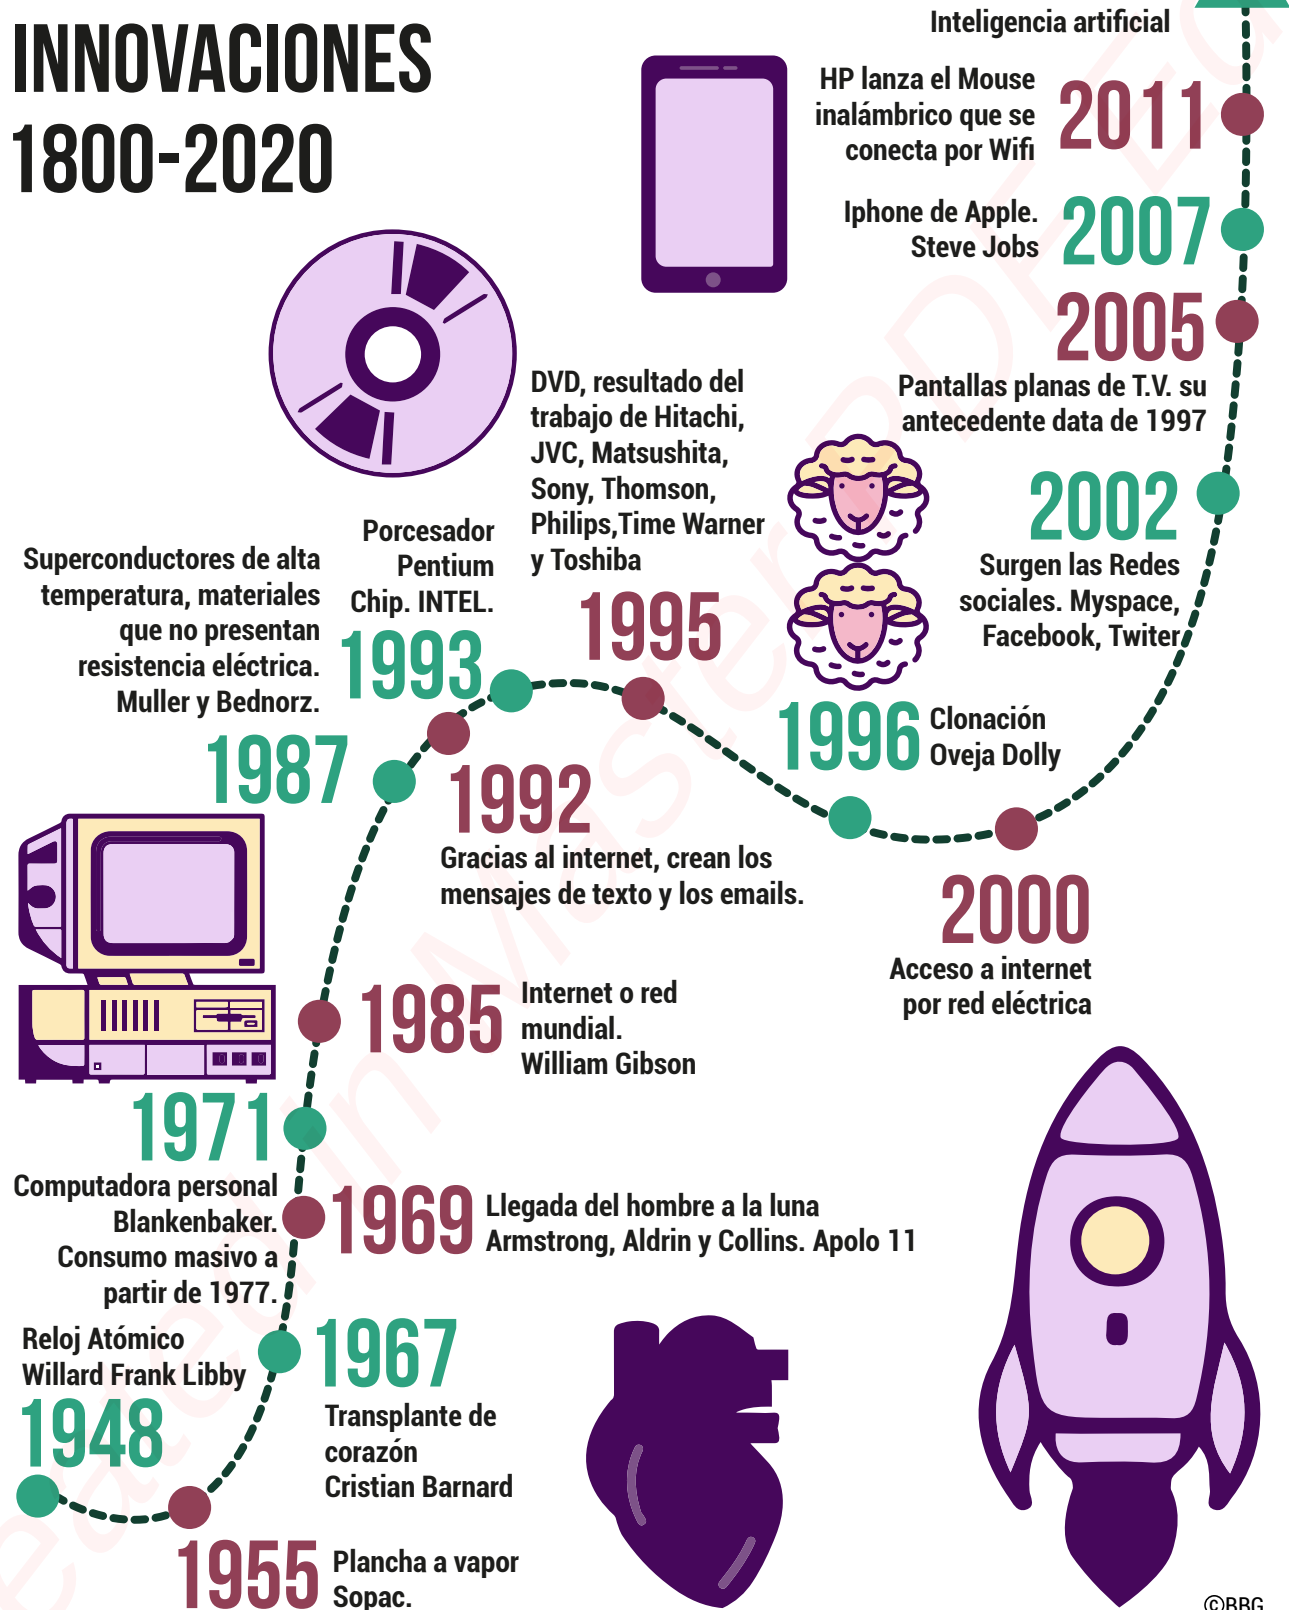 INNOVACIONES
1800-2020
Inteligencia artificial
HP lanza el Mouse
inalámbrico que se
conecta por Wifi
2011
Iphone de Apple.
Steve Jobs
2007
2005
Pantallas planas de T.V. su
antecedente data de 1997
2002
Surgen las Redes
sociales. Myspace,
Facebook, Twiter
DVD, resultado del
trabajo de Hitachi,
JVC, Matsushita,
Sony, Thomson,
Philips,Time Warner
y Toshiba
1995
Porcesador
Pentium
Chip. INTEL.
1993
Superconductores de alta
temperatura, materiales
que no presentan
resistencia eléctrica.
Muller y Bednorz.
1987
1996
Clonación
Oveja Dolly
1992
Gracias al internet, crean los
mensajes de texto y los emails.
2000
Acceso a internet
por red eléctrica
1985
Internet o red
mundial.
William Gibson
1971
Computadora personal
Blankenbaker.
Consumo masivo a
partir de 1977.
1969
Llegada del hombre a la luna
Armstrong, Aldrin y Collins. Apolo 11
Reloj Atómico
Willard Frank Libby
1948
1967
Transplante de
corazón
Cristian Barnard
1955
Plancha a vapor
Sopac.
©BBG
in Master PDF